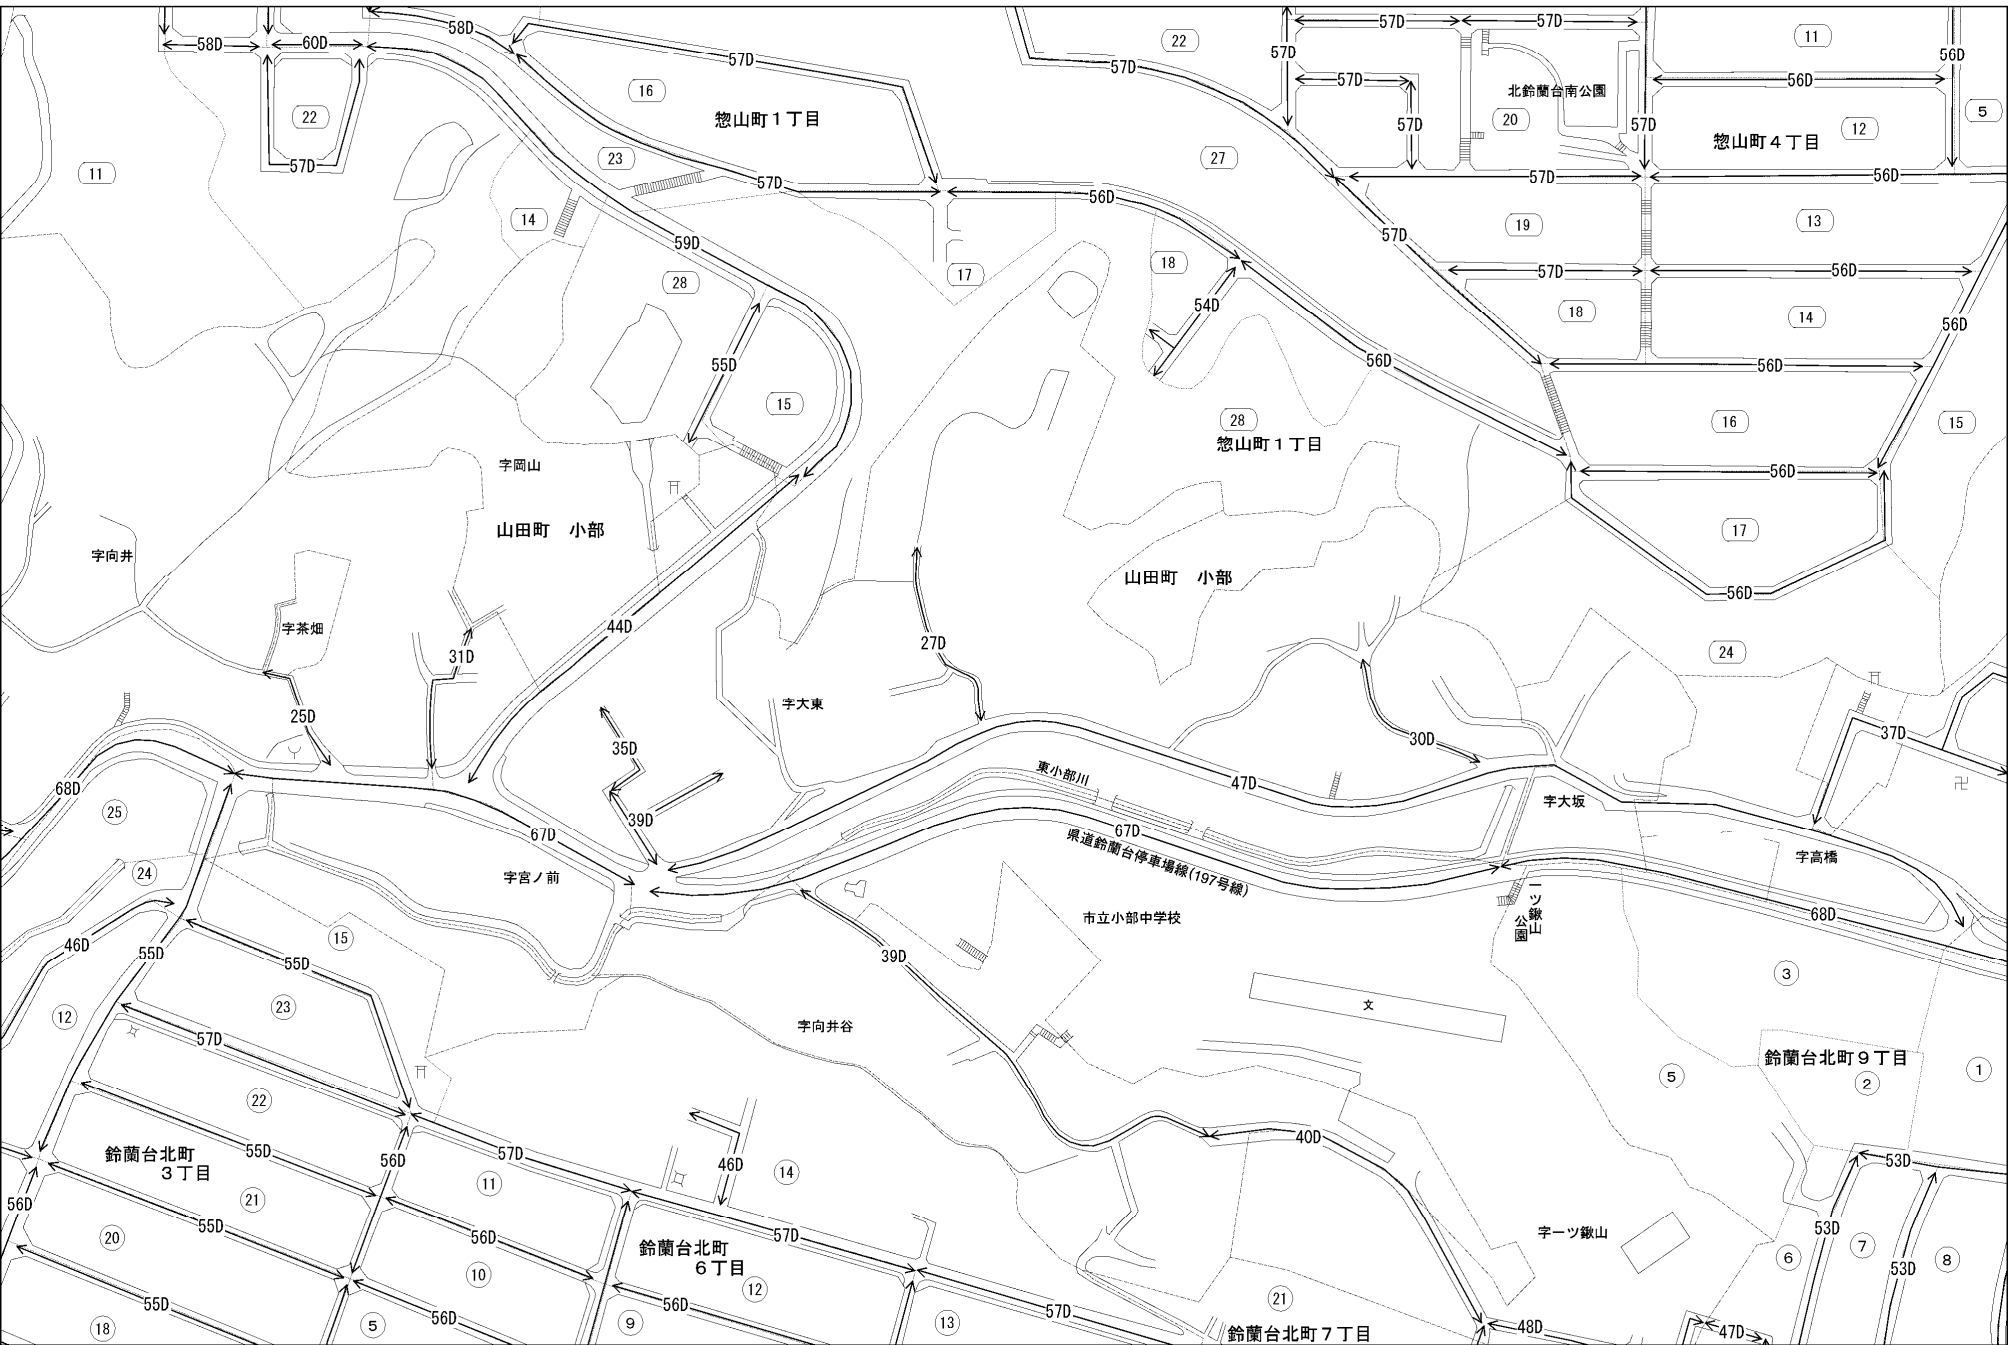 58D
60D
58D
57D
57D
57D
57D
57D
57D
56D
11
22
16
22
57D
57D
北鈴蘭台南公園
56D
5
惣山町１丁目
57D
20
57D
12
惣山町４丁目
22
57D
23
57D
27
57D
56D
11
14
56D
59D
57D
19
13
28
17
18
57D
56D
54D
18
14
56D
55D
15
56D
56D
28
16
15
惣山町１丁目
字岡山
56D
山田町　小部
17
字向井
山田町　小部
56D
字茶畑
44D
27D
31D
24
25D
字大東
30D
37D
35D
68D
東小部川
47D
字大坂
25
39D
67D
67D
県道鈴蘭台停車場線(197号線)
字高橋
24
字宮ノ前
一ツ鍬山
公園
68D
市立小部中学校
15
46D
55D
55D
39D
3
文
23
12
字向井谷
57D
鈴蘭台北町９丁目
5
2
1
22
鈴蘭台北町
３丁目
55D
57D
56D
46D
14
40D
53D
11
21
56D
55D
56D
57D
20
鈴蘭台北町
６丁目
字一ツ鍬山
53D
7
6
8
53D
10
12
55D
56D
56D
57D
21
18
5
9
13
鈴蘭台北町７丁目
48D
47D